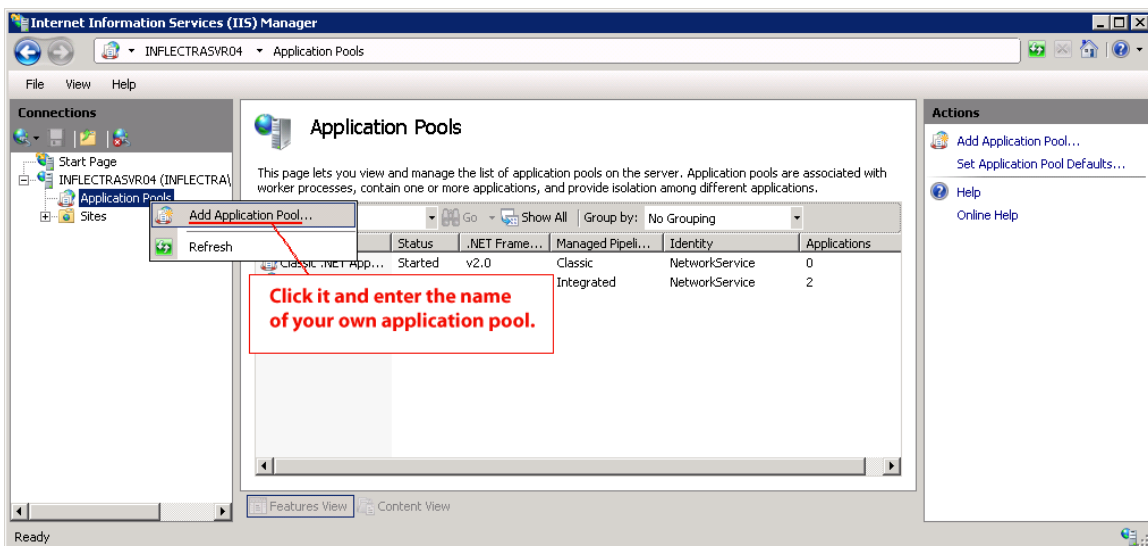 Internet Information Services (IIS) Manager
INFLECTRASVR04 Application Pools
File View Help
Connections
Start Page
INFLECTRASVR04 (INFLECTRA\
Application Pools
Sites
Add Application Pool...
Refresh
Application Pools
This page lets you view and manage the list of application pools on the server. Application pools are associated with
worker processes, contain one or more applications, and provide isolation among different applications.
Go Show All Group by: No Grouping
Status .NET Frame... Managed Pipeli... Identity Applications
Classic .NET App... Started v2.0 Classic NetworkService 0
Integrated NetworkService 2
Click it and enter the name
of your own application pool.
Features View Content View
Actions
Add Application Pool...
Set Application Pool Defaults...
Help
Online Help
Ready